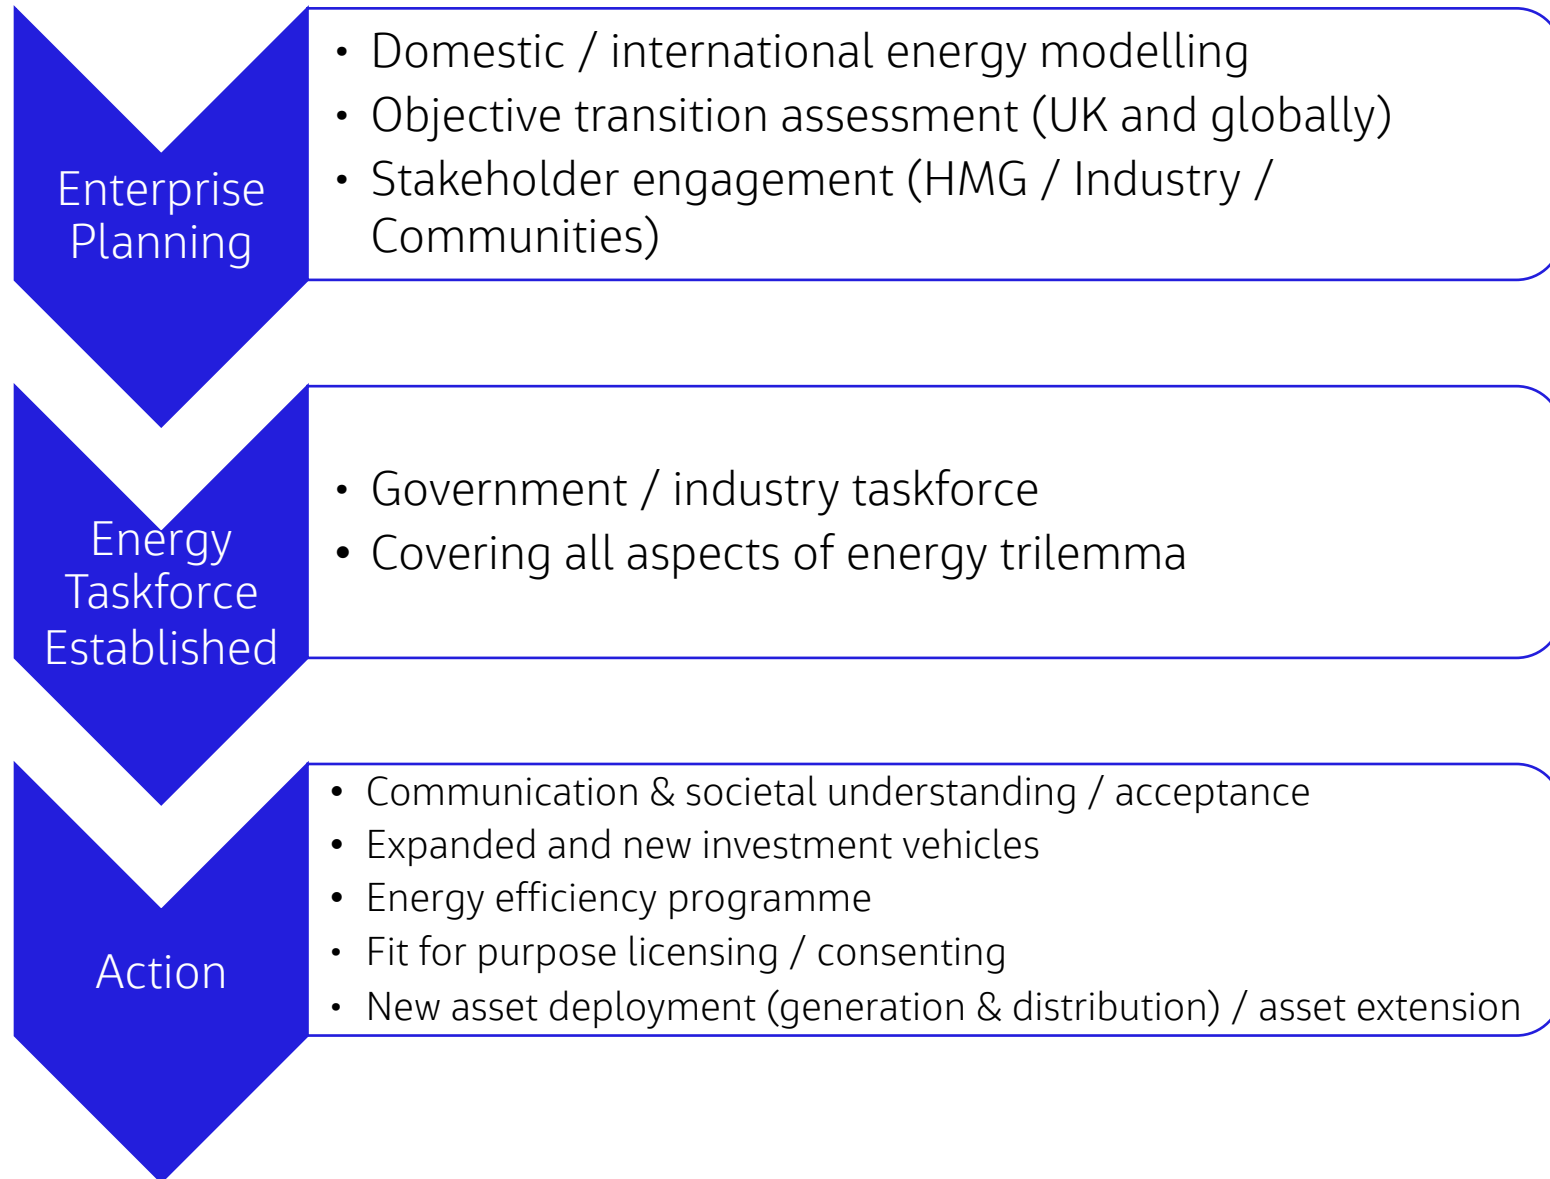 Enterprise
Planning
• Domestic / international energy modelling
• Objective transition assessment (UK and globally)
• Stakeholder engagement (HMG / Industry /
Communities)
Energy
Taskforce
Established
• Government / industry taskforce
• Covering all aspects of energy trilemma
Action
• Communication & societal understanding / acceptance
• Expanded and new investment vehicles
• Energy efficiency programme
• Fit for purpose licensing / consenting
• New asset deployment (generation & distribution) / asset extension